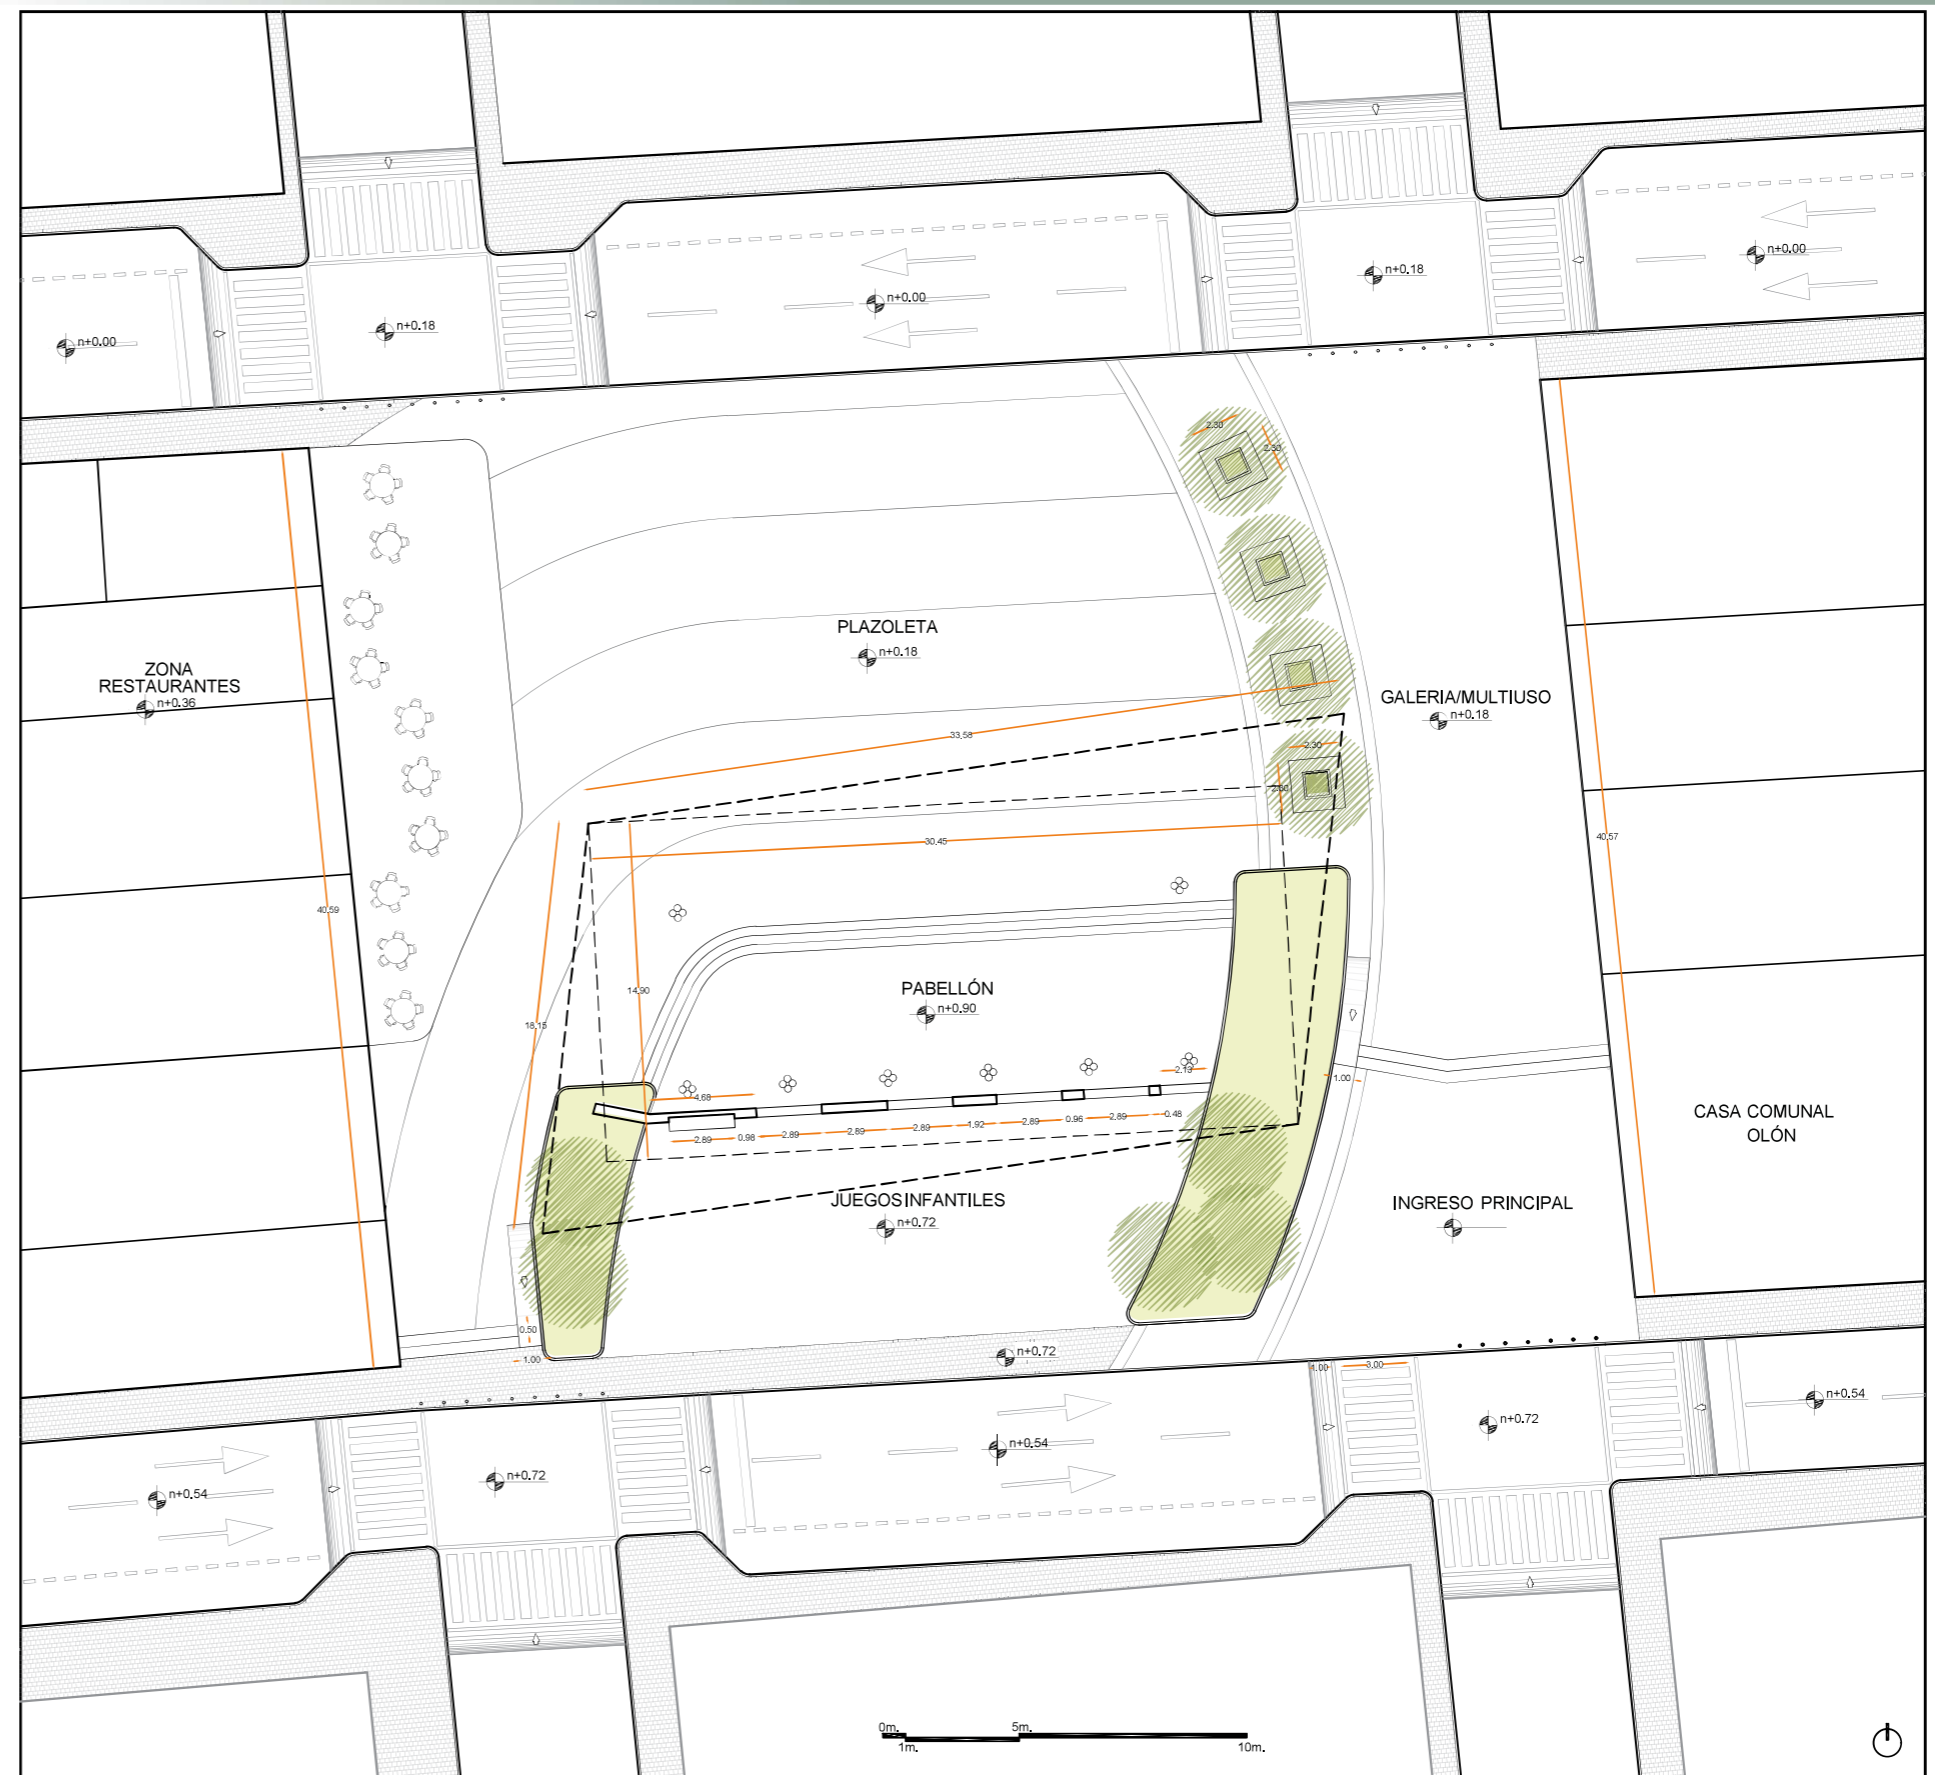 n+0.00
n+0.18
n+0.00
n+0.18
n+0.00
2.30
2.30
PLAZOLETA
n+0.18
ZONA
RESTAURANTES
n+0.36
GALERIA/MULTIUSO
n+0.18
33,58
2.30
2.30
30.45
40.57
40.59
PABELLÓN
n+0.90
14.90
18.15
2.13
1.00
4.68
2.89
0.98
2.89
2.89
2.89
1.92
2.89
0.96
2.89
0.48
CASA COMUNAL
OLÓN
JUEGOS INFANTILES
n+0.72
INGRESO PRINCIPAL
0.50
1.00
n+0.72
1.00
3.00
n+0.54
n+0.72
n+0.54
n+0.72
n+0.54
0m.
5m.
1m.
10m.